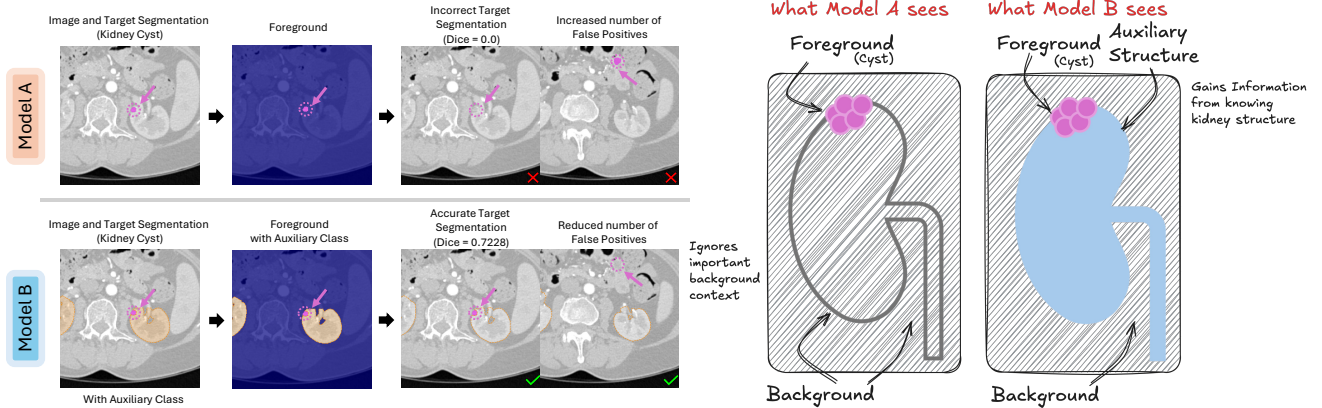 Image and Target Segmentation
(Kidney Cyst)
Foreground
Incorrect Target
Segmentation
(Dice = 0.0)
Increased number of
False Positives
Model A
Image and Target Segmentation
(Kidney Cyst)
Foreground
with Auxiliary Class
Accurate Target
Segmentation
(Dice = 0.7228)
Reduced number of
False Positives
Model B
With Auxiliary Class
What Model A sees
Foreground
(Cyst)
Ignores
important
background
context
Background
What Model B sees
Foreground
(Cyst)
Auxiliary
Structure
Gains Information
from knowing
kidney structure
Background